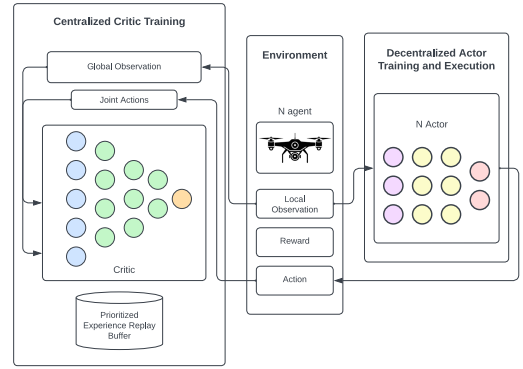 Centralized Critic Training
Global Observation
Joint Actions
Critic
Prioritized
Experience Replay
Buffer
Environment
N agent
Local
Observation
Reward
Action
Decentralized Actor
Training and Execution
N Actor